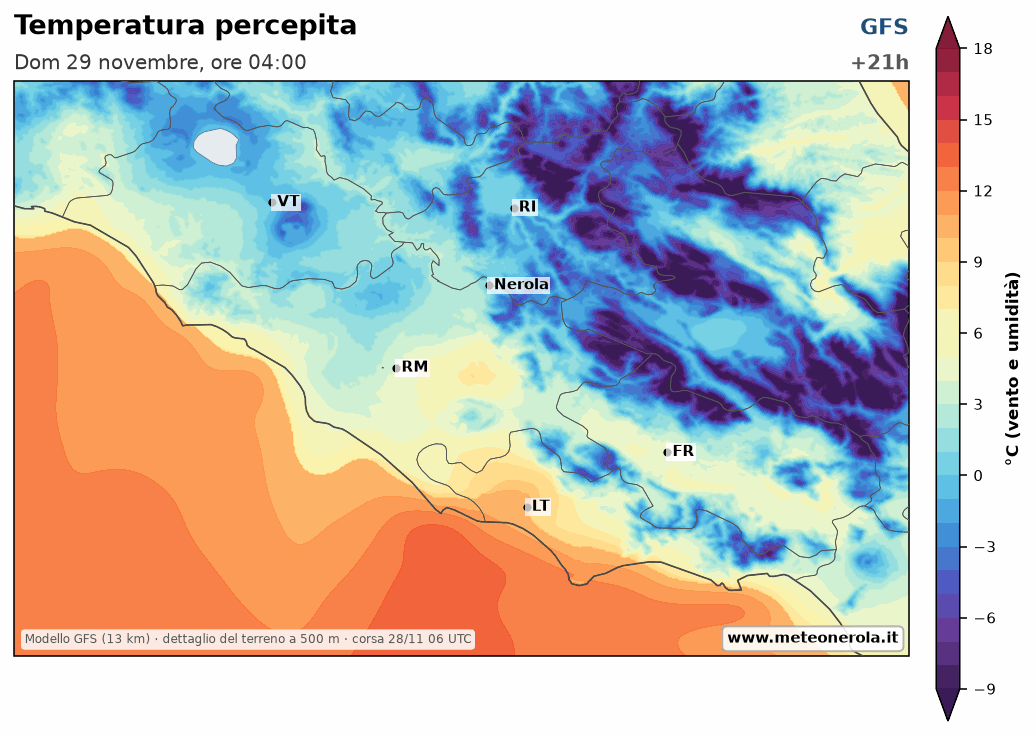 Temperatura percepita
GFS
Dom 29 novembre, ore 04:00
+21h
VT
RI
Nerola
RM
FR
LT
Modello GFS (13 km) · dettaglio del terreno a 500 m · corsa 28/11 06 UTC
www.meteonerola.it
18
15
12
9
6
3
0
−3
−6
−9
°C (vento e umidità)